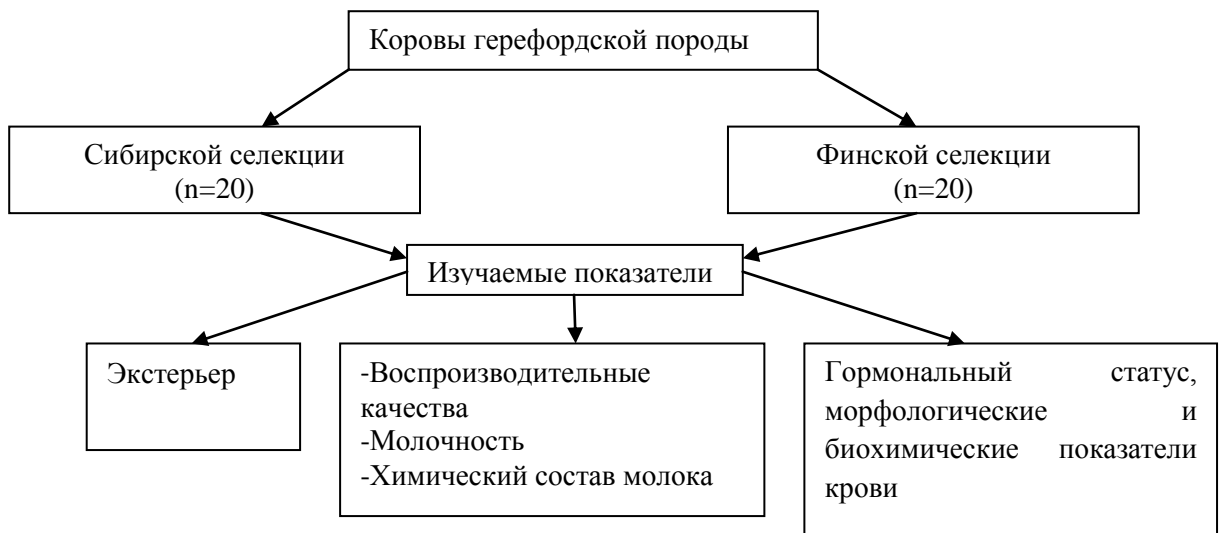 Коровы герефордской породы
Сибирской селекции
(n=20)
Финской селекции
(n=20)
Изучаемые показатели
Экстерьер
-Воспроизводительные
качества
-Молочность
-Химический состав молока
Гормональный статус,
морфологические и
биохимические показатели
крови